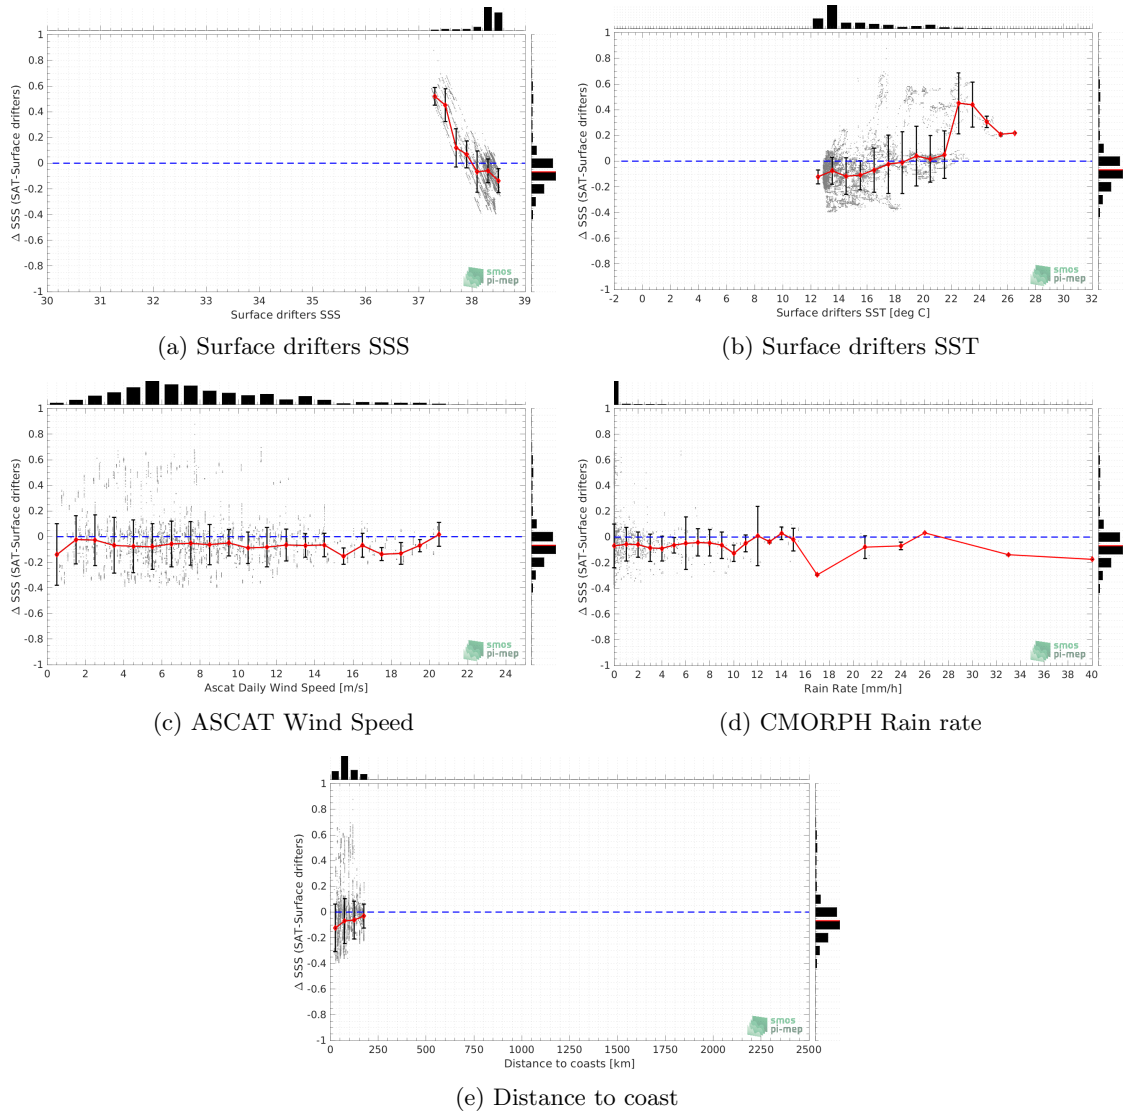 1
0.8
0.6
0.4
0.2
0
-0.2
-0.4
-0.6
-0.8
-1
Δ SSS (SAT-Surface drifters)
30 31 32 33 34 35 36 37 38 39
Surface drifters SSS
smos
pi-mep
(a) Surface drifters SSS
1
0.8
0.6
0.4
0.2
0
-0.2
-0.4
-0.6
-0.8
-1
Δ SSS (SAT-Surface drifters)
-2 0 2 4 6 8 10 12 14 16 18 20 22 24 26 28 30 32
Surface drifters SST [deg C]
smos
pi-mep
(b) Surface drifters SST
1
0.8
0.6
0.4
0.2
0
-0.2
-0.4
-0.6
-0.8
-1
Δ SSS (SAT-Surface drifters)
0 2 4 6 8 10 12 14 16 18 20 22 24
Ascat Daily Wind Speed [m/s]
smos
pi-mep
(c) ASCAT Wind Speed
1
0.8
0.6
0.4
0.2
0
-0.2
-0.4
-0.6
-0.8
-1
Δ SSS (SAT-Surface drifters)
0 2 4 6 8 10 12 14 16 18 20 22 24 26 28 30 32 34 36 38 40
Rain Rate [mm/h]
smos
pi-mep
(d) CMORPH Rain rate
1
0.8
0.6
0.4
0.2
0
-0.2
-0.4
-0.6
-0.8
-1
Δ SSS (SAT-Surface drifters)
0 250 500 750 1000 1250 1500 1750 2000 2250 2500
Distance to coasts [km]
smos
pi-mep
(e) Distance to coast